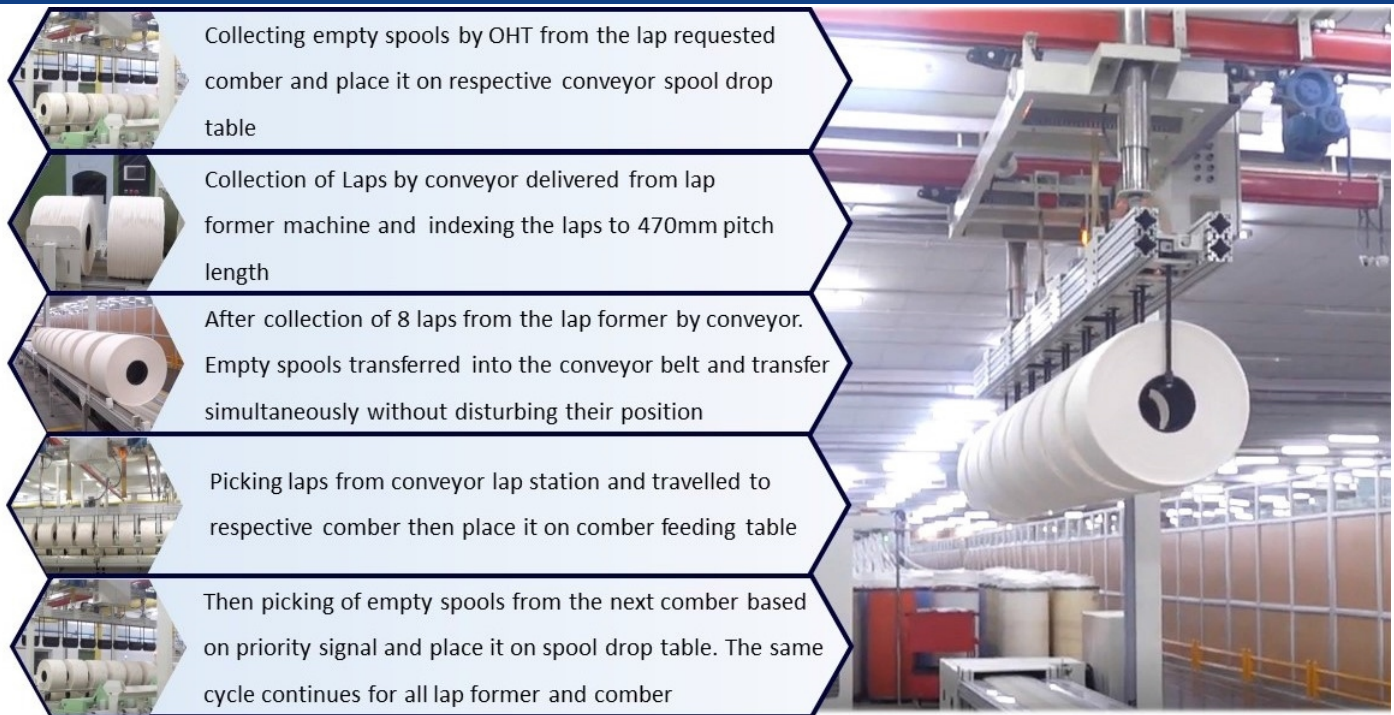 Collecting empty spools by OHT from the lap requested
comber and place it on respective conveyor spool drop
table
Collection of Laps by conveyor delivered from lap
former machine and indexing the laps to 470mm pitch
length
After collection of 8 laps from the lap former by conveyor.
Empty spools transferred into the conveyor belt and transfer
simultaneously without disturbing their position
Picking laps from conveyor lap station and travelled to
respective comber then place it on comber feeding table
Then picking of empty spools from the next comber based
on priority signal and place it on spool drop table. The same
cycle continues for all lap former and comber